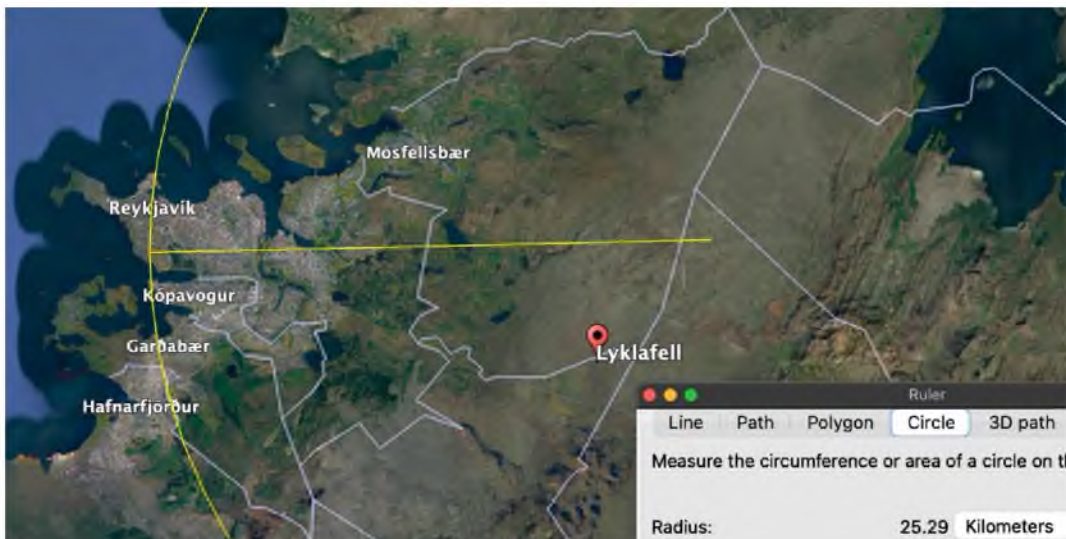 Mosfellsbær
Reykjavík
Kópavogur
Garðabær
Lyklafell
Hafnarfjörður
Ruler
Line Path Polygon Circle 3D path
Measure the circumference or area of a circle on th
Radius: 25.29 Kilometers